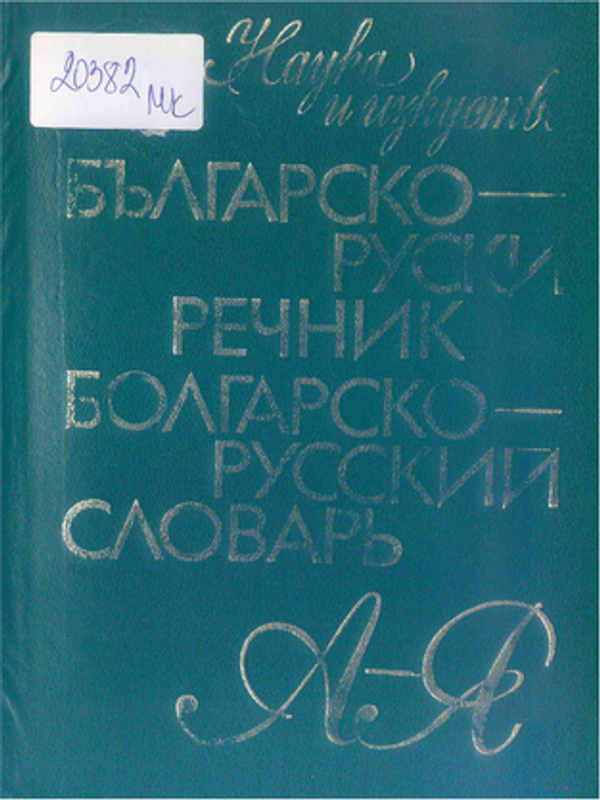 20382
МК
Наука
и изкуство
БЪЛГАРСКО—
РУСКИ
РЕЧНИК
БОЛГАРСКО—
РУССКИЙ
СЛОВАРЬ
А—Я